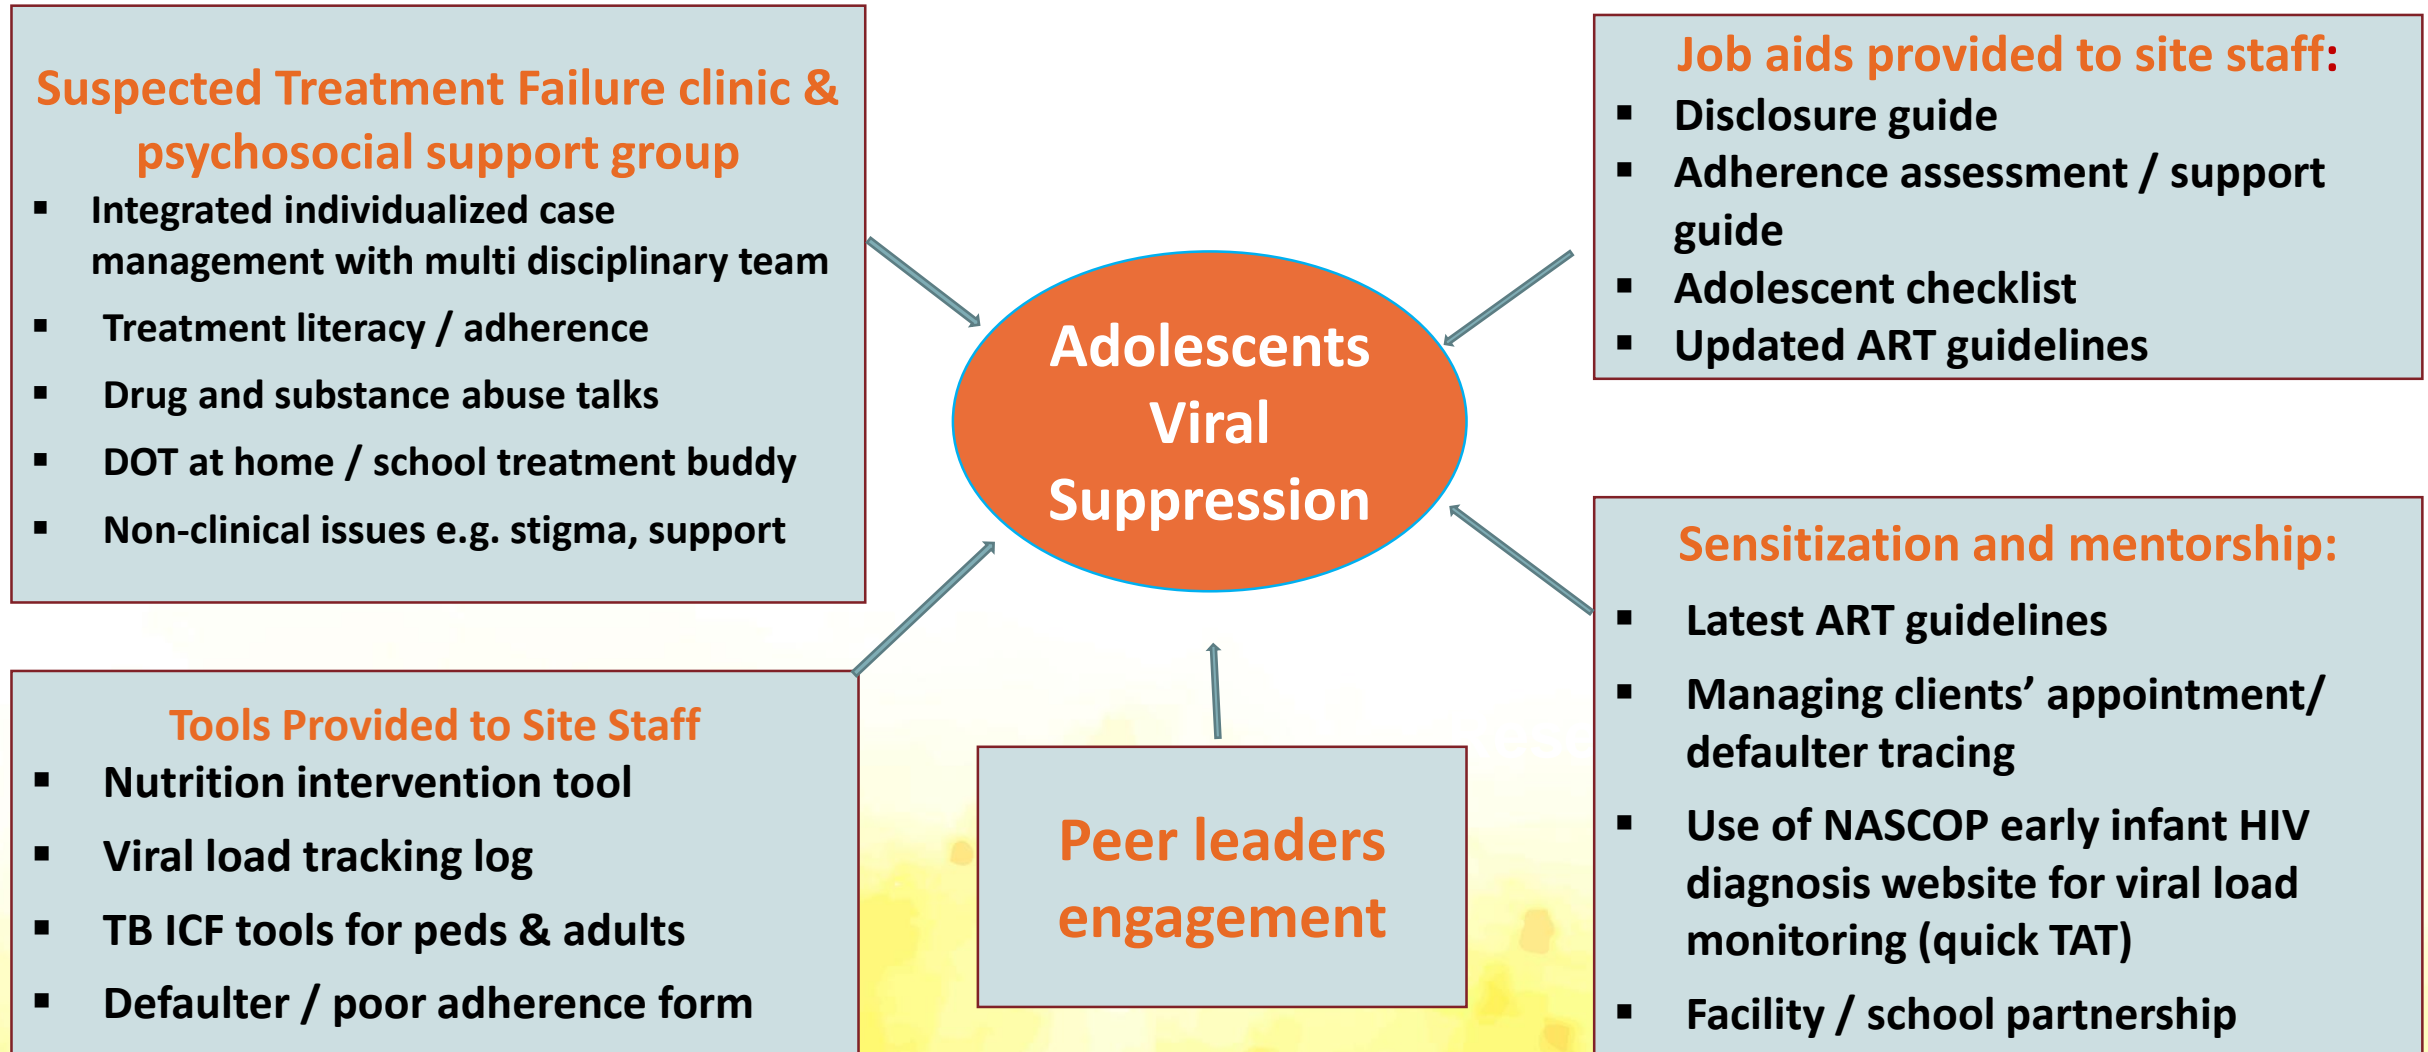 Suspected Treatment Failure clinic &
psychosocial support group
▪ Integrated individualized case
management with multi disciplinary team
▪ Treatment literacy / adherence
▪ Drug and substance abuse talks
▪ DOT at home / school treatment buddy
▪ Non-clinical issues e.g. stigma, support
Tools Provided to Site Staff
▪ Nutrition intervention tool
▪ Viral load tracking log
▪ TB ICF tools for peds & adults
▪ Defaulter / poor adherence form
Adolescents
Viral
Suppression
Peer leaders
engagement
Job aids provided to site staff:
▪ Disclosure guide
▪ Adherence assessment / support
guide
▪ Adolescent checklist
▪ Updated ART guidelines
Sensitization and mentorship:
▪ Latest ART guidelines
▪ Managing clients’ appointment/
defaulter tracing
▪ Use of NASCOP early infant HIV
diagnosis website for viral load
monitoring (quick TAT)
▪ Facility / school partnership